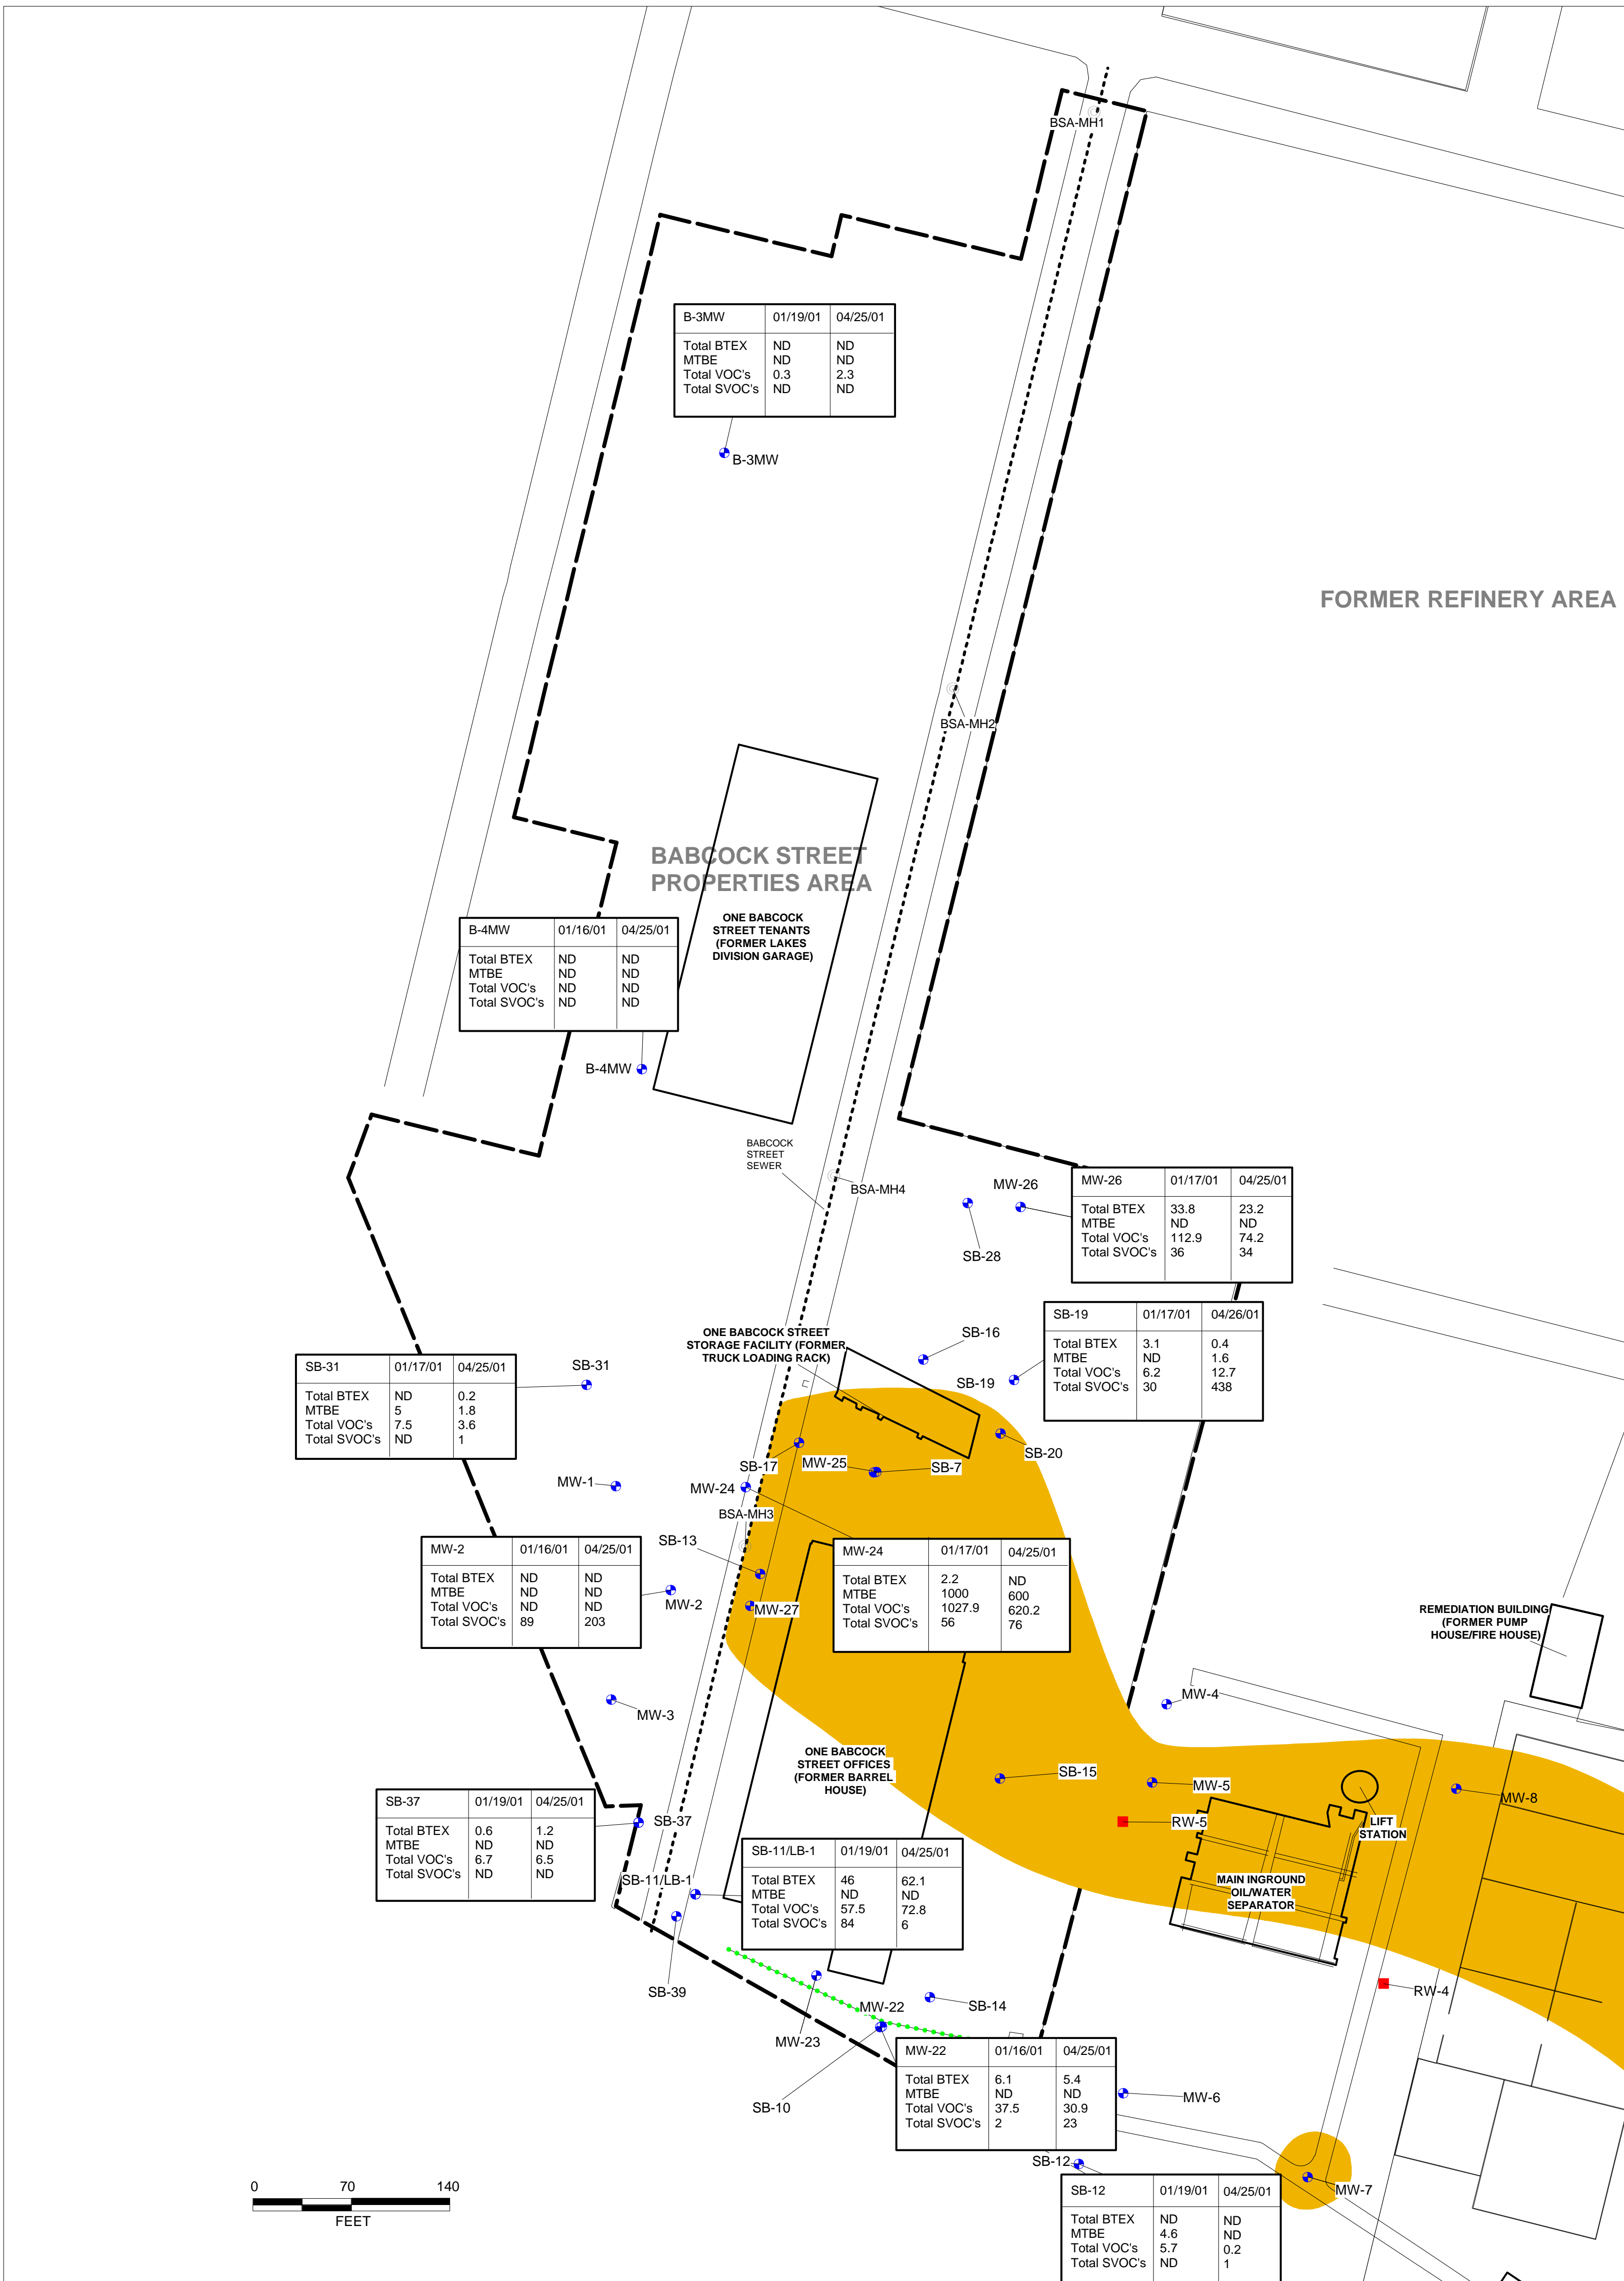 BSA-MH1
B-3MW 01/19/01 04/25/01
Total BTEX ND ND
MTBE ND ND
Total VOC's 0.3 2.3
Total SVOC's ND ND
B-3MW
FORMER REFINERY AREA
BSA-MH2
BABCOCK STREET
PROPERTIES AREA
ONE BABCOCK
STREET TENANTS
(FORMER LAKES
DIVISION GARAGE)
B-4MW 01/16/01 04/25/01
Total BTEX ND ND
MTBE ND ND
Total VOC's ND ND
Total SVOC's ND ND
B-4MW
BABCOCK
STREET
SEWER
BSA-MH4
MW-26
SB-28
MW-26 01/17/01 04/25/01
Total BTEX 33.8 23.2
MTBE ND ND
Total VOC's 112.9 74.2
Total SVOC's 36 34
SB-19 01/17/01 04/26/01
Total BTEX 3.1 0.4
MTBE ND 1.6
Total VOC's 6.2 12.7
Total SVOC's 30 438
ONE BABCOCK STREET
STORAGE FACILITY (FORMER
TRUCK LOADING RACK)
SB-16
SB-19
SB-31 01/17/01 04/25/01
Total BTEX ND 0.2
MTBE 5 1.8
Total VOC's 7.5 3.6
Total SVOC's ND 1
SB-31
SB-20
SB-17
MW-25
SB-7
MW-1
MW-24
BSA-MH3
SB-13
MW-2 01/16/01 04/25/01
Total BTEX ND ND
MTBE ND ND
Total VOC's ND ND
Total SVOC's 89 203
MW-2
MW-27
MW-24 01/17/01 04/25/01
Total BTEX 2.2 ND
MTBE 1000 600
Total VOC's 1027.9 620.2
Total SVOC's 56 76
REMEDIATION BUILDING
(FORMER PUMP
HOUSE/FIRE HOUSE)
MW-4
MW-3
ONE BABCOCK
STREET OFFICES
(FORMER BARREL
HOUSE)
SB-15
MW-5
MW-8
SB-37 01/19/01 04/25/01
Total BTEX 0.6 1.2
MTBE ND ND
Total VOC's 6.7 6.5
Total SVOC's ND ND
SB-37
RW-5
LIFT
STATION
SB-11/LB-1
SB-11/LB-1 01/19/01 04/25/01
Total BTEX 46 62.1
MTBE ND ND
Total VOC's 57.5 72.8
Total SVOC's 84 6
MAIN INGROUND
OIL/WATER
SEPARATOR
SB-39
RW-4
MW-22
SB-14
MW-23
MW-22 01/16/01 04/25/01
Total BTEX 6.1 5.4
MTBE ND ND
Total VOC's 37.5 30.9
Total SVOC's 2 23
MW-6
SB-10
SB-12
MW-7
SB-12 01/19/01 04/25/01
Total BTEX ND ND
MTBE 4.6 ND
Total VOC's 5.7 0.2
Total SVOC's ND 1
0 70 140
FEET